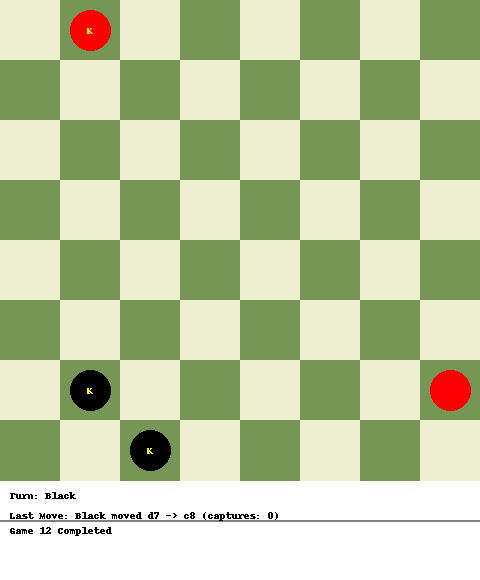 K
K
K
Turn: Black
Last Move: Black moved d7 -> c8 (captures: 0)
Game 12 Completed